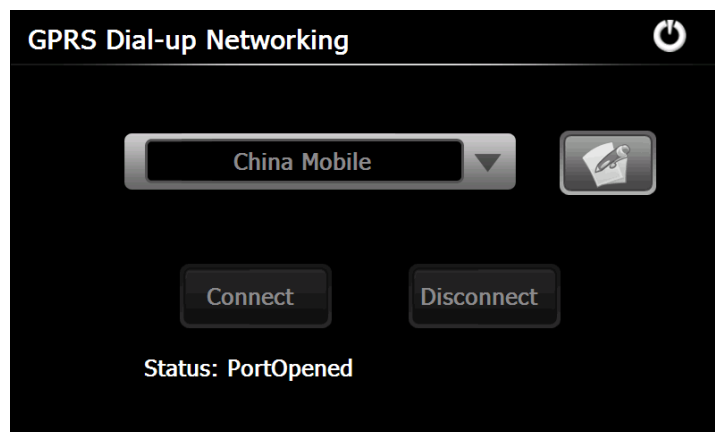 GPRS Dial-up Networking
China Mobile
Connect Disconnect
Status: PortOpened